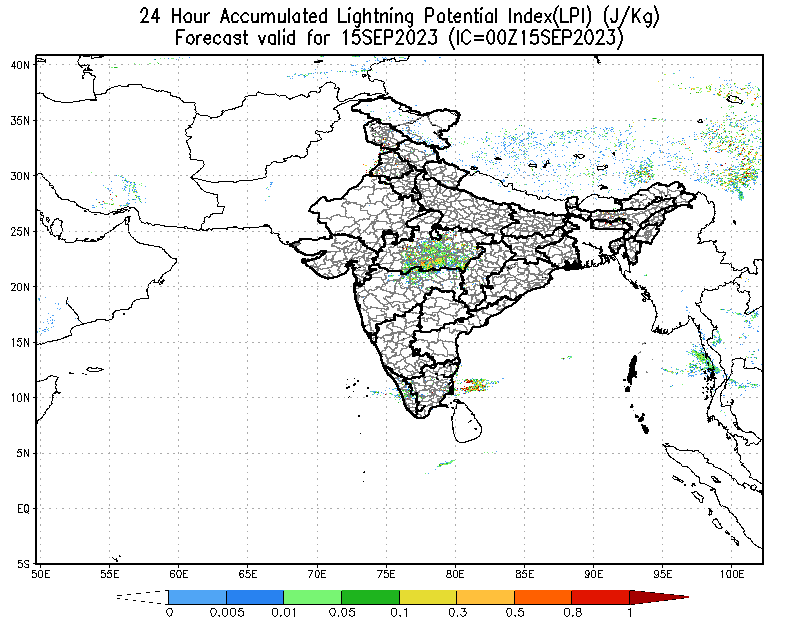 24 Hour Accumulated Lightning Potential Index(LPI) (J/Kg)
Forecast valid for 15SEP2023 (IC=00Z15SEP2023)
40N
35N
30N
25N
20N
15N
10N
5N
EQ
5S
50E 55E 60E 65E 70E 75E 80E 85E 90E 95E 100E
0 0.005 0.01 0.05 0.1 0.3 0.5 0.8 1